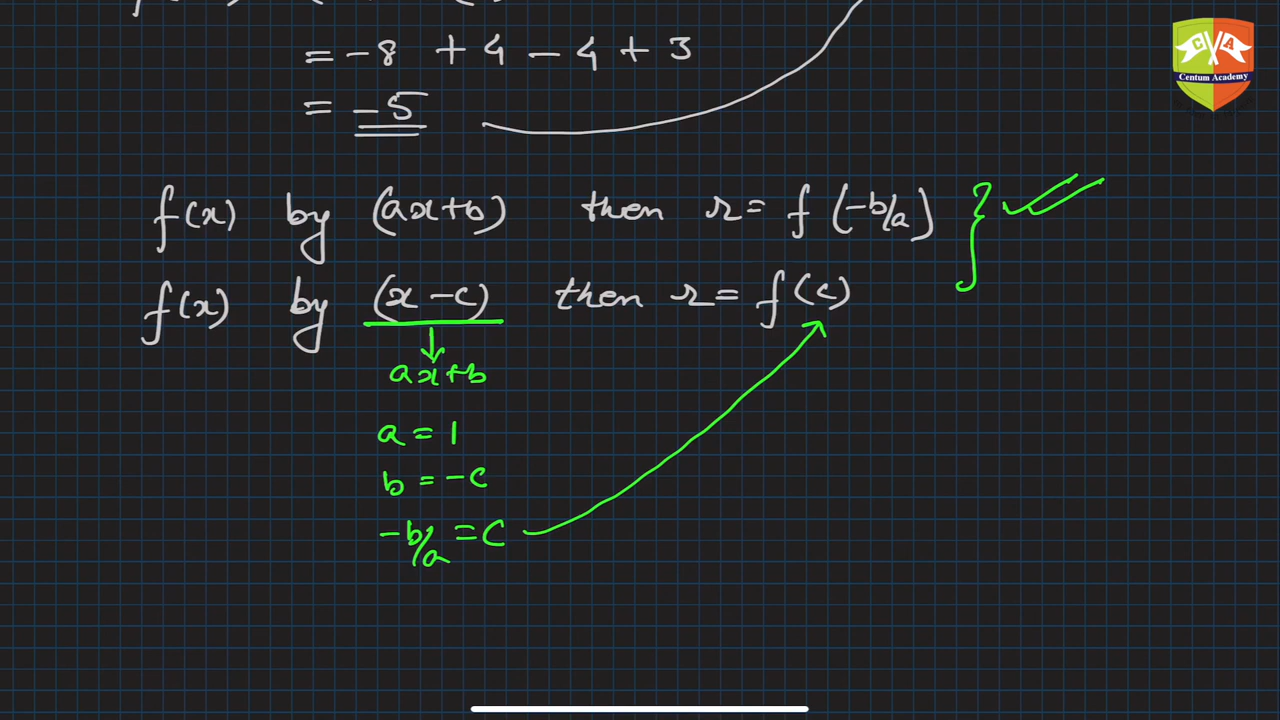 = -8 + 4 - 4 + 3
= -5
f(x) by (ax+b) then r = f(-b/a)
f(x) by (x-c) then r = f(c)
ax+b
a = 1
b = -c
-b/a = c
C A
Centum Academy